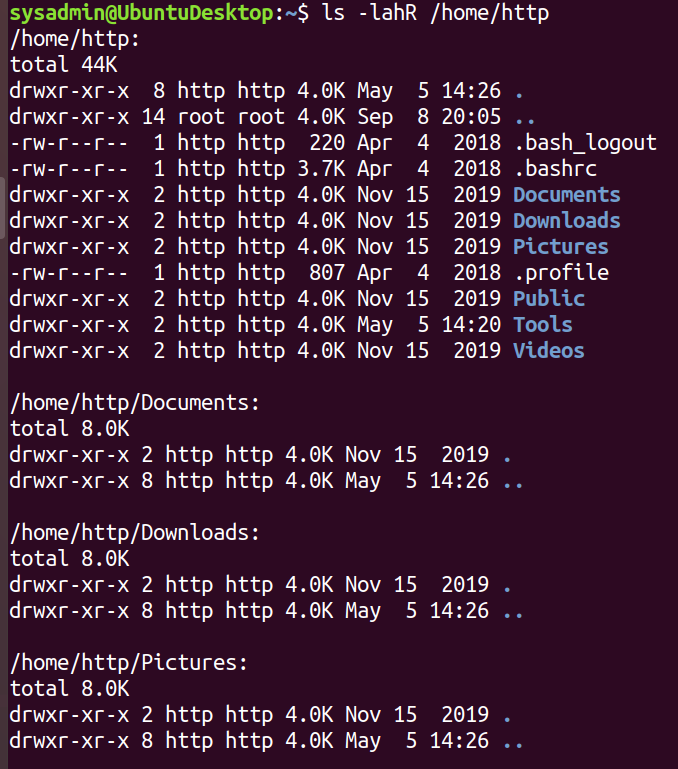 sysadmin@UbuntuDesktop:~$ ls -lahR /home/http
/home/http:
total 44K
drwxr-xr-x  8 http http 4.0K May  5 14:26 .
drwxr-xr-x 14 root root 4.0K Sep  8 20:05 ..
-rw-r--r--  1 http http  220 Apr  4  2018 .bash_logout
-rw-r--r--  1 http http 3.7K Apr  4  2018 .bashrc
drwxr-xr-x  2 http http 4.0K Nov 15  2019 Documents
drwxr-xr-x  2 http http 4.0K Nov 15  2019 Downloads
drwxr-xr-x  2 http http 4.0K Nov 15  2019 Pictures
-rw-r--r--  1 http http  807 Apr  4  2018 .profile
drwxr-xr-x  2 http http 4.0K Nov 15  2019 Public
drwxr-xr-x  2 http http 4.0K May  5 14:20 Tools
drwxr-xr-x  2 http http 4.0K Nov 15  2019 Videos

/home/http/Documents:
total 8.0K
drwxr-xr-x 2 http http 4.0K Nov 15  2019 .
drwxr-xr-x 8 http http 4.0K May  5 14:26 ..

/home/http/Downloads:
total 8.0K
drwxr-xr-x 2 http http 4.0K Nov 15  2019 .
drwxr-xr-x 8 http http 4.0K May  5 14:26 ..

/home/http/Pictures:
total 8.0K
drwxr-xr-x 2 http http 4.0K Nov 15  2019 .
drwxr-xr-x 8 http http 4.0K May  5 14:26 ..